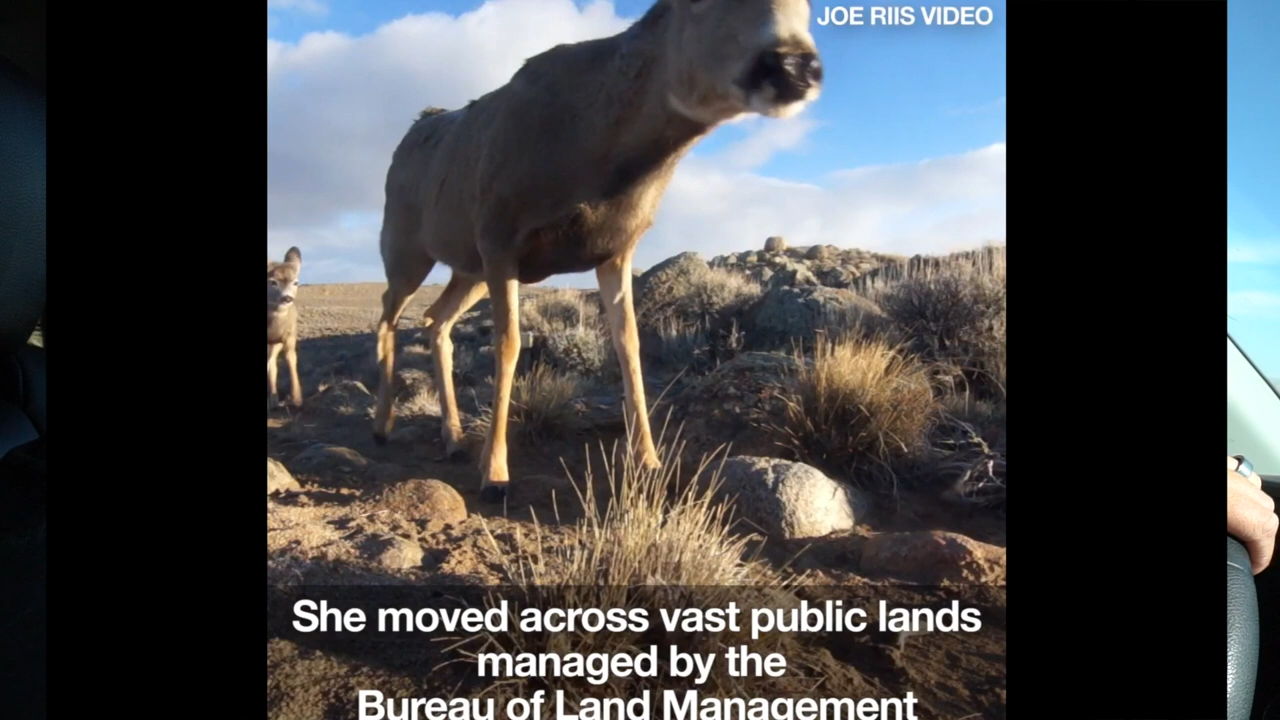 JOE RIIS VIDEO
She moved across vast public lands
managed by the
Bureau of Land Management